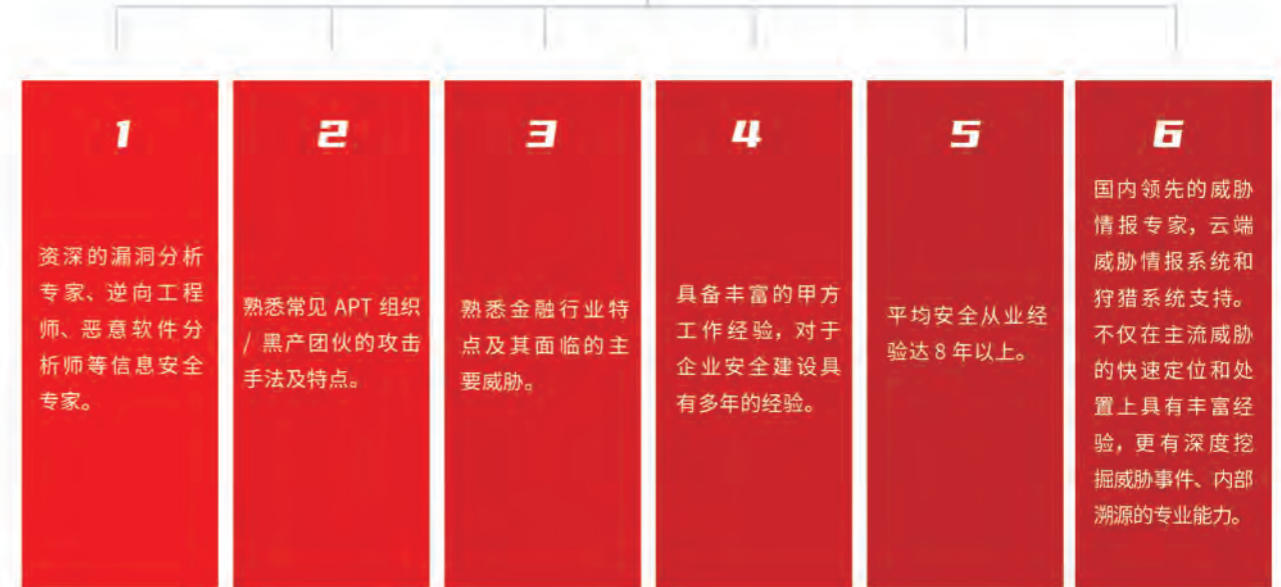 1
资深的漏洞分析
专家、逆向工程
师、恶意软件分
析师等信息安全
专家。
2
熟悉常见 APT 组织
/ 黑产团伙的攻击
手法及特点。
3
熟悉金融行业特
点及其面临的主
要威胁。
4
具备丰富的甲方
工作经验，对于
企业安全建设具
有多年的经验。
5
平均安全从业经
验达 8 年以上。
6
国内领先的威胁
情报专家，云端
威胁情报系统和
狩猎系统支持。
不仅在主流威胁
的快速定位和处
置上具有丰富经
验，更有深度挖
掘威胁事件、内部
溯源的专业能力。